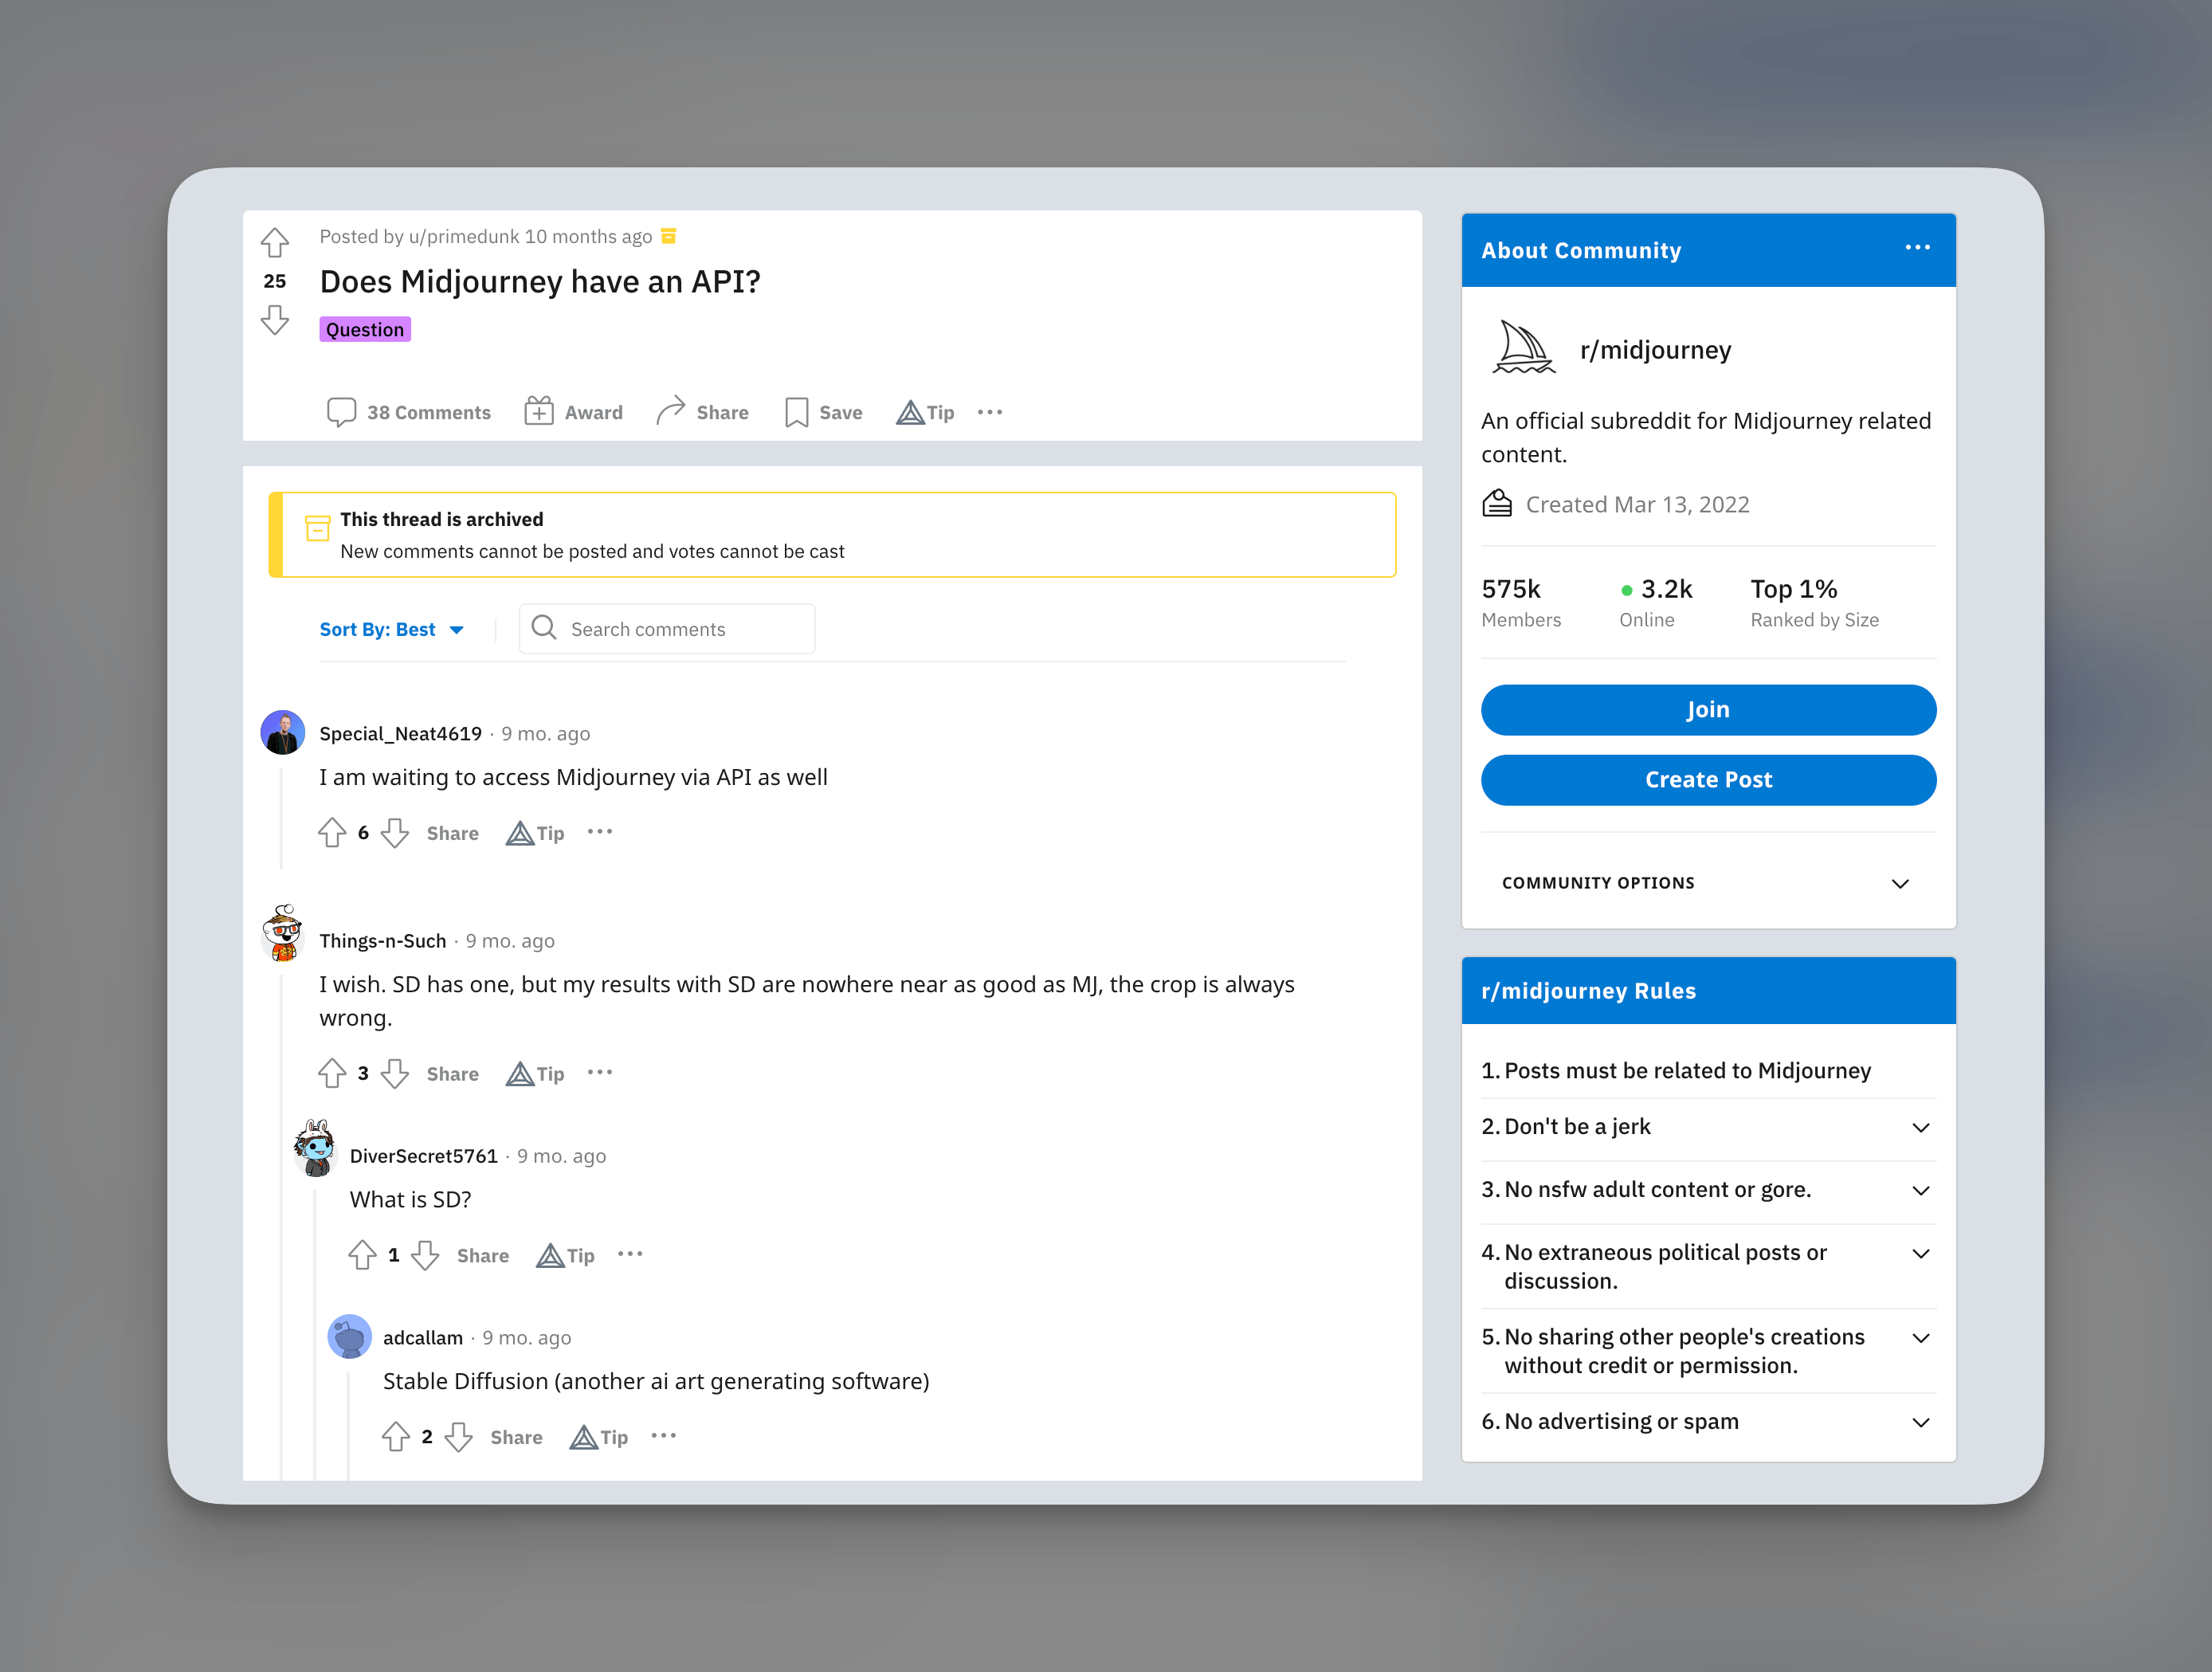 Posted by u/primedunk 10 months ago
25
Does Midjourney have an API?
Question
38 Comments Award Share Save Tip
This thread is archived
New comments cannot be posted and votes cannot be cast
Sort By: Best Search comments
Special_Neat4619 · 9 mo. ago
I am waiting to access Midjourney via API as well
6 Share Tip
Things-n-Such · 9 mo. ago
I wish. SD has one, but my results with SD are nowhere near as good as MJ, the crop is always
wrong.
3 Share Tip
DiverSecret5761 · 9 mo. ago
What is SD?
1 Share Tip
adcallam · 9 mo. ago
Stable Diffusion (another ai art generating software)
2 Share Tip
About Community
r/midjourney
An official subreddit for Midjourney related
content.
Created Mar 13, 2022
575k 3.2k Top 1%
Members Online Ranked by Size
Join
Create Post
COMMUNITY OPTIONS
r/midjourney Rules
1. Posts must be related to Midjourney
2. Don't be a jerk
3. No nsfw adult content or gore.
4. No extraneous political posts or
discussion.
5. No sharing other people's creations
without credit or permission.
6. No advertising or spam